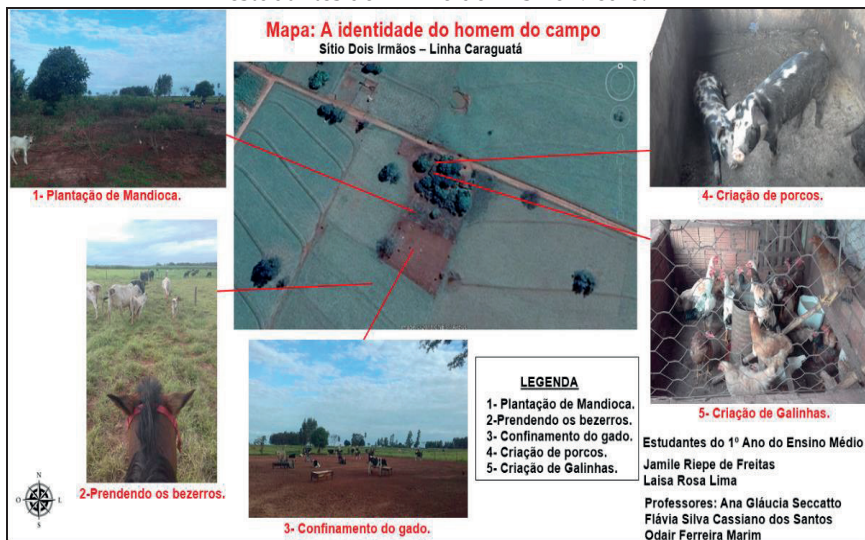 Mapa: A identidade do homem do campo
Sítio Dois Irmãos – Linha Caraguatá
1- Plantação de Mandioca.
4- Criação de porcos.
2-Prendendo os bezerros.
3- Confinamento do gado.
5- Criação de Galinhas.
LEGENDA
1- Plantação de Mandioca.
2-Prendendo os bezerros.
3- Confinamento do gado.
4- Criação de porcos.
5- Criação de Galinhas.
Estudantes do 1º Ano do Ensino Médio
Jamile Riepe de Freitas
Laisa Rosa Lima
Professores: Ana Gláucia Seccatto
Flávia Silva Cassiano dos Santos
Odair Ferreira Marim
N
O
L
S